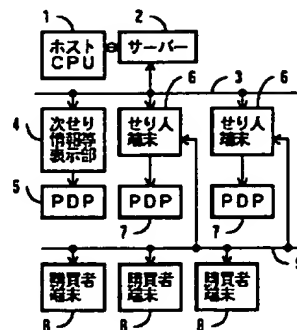 1 2
ホスト
CPU
サーバー
6 3 6
4
次せり
情報等
表示部
せり人
端末
せり人
端末
5
PDP
PDP
PDP
7 7
9
購買者
端末
購買者
端末
購買者
端末
8 8 8